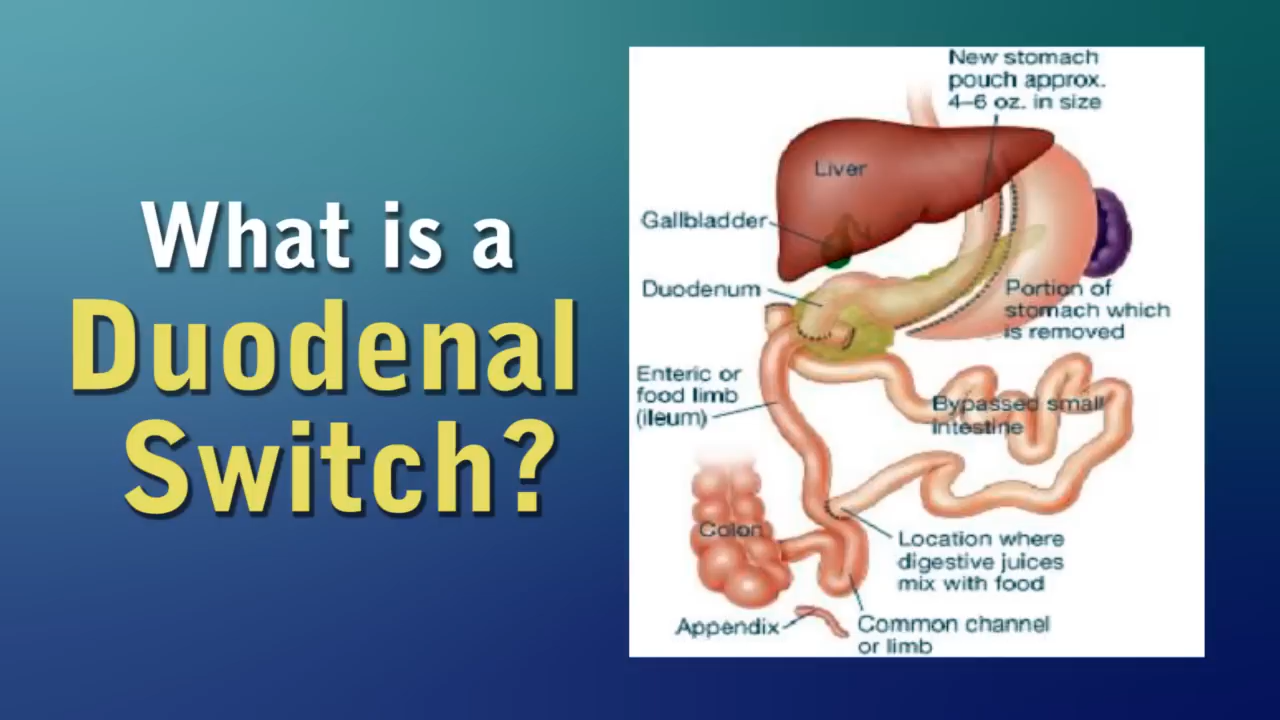 What is a
Duodenal
Switch?
New stomach
pouch approx.
4–6 oz. in size
Liver
Gallbladder
Duodenum
Portion of
stomach which
is removed
Enteric or
food limb
(ileum)
Bypassed small
intestine
Colon
Location where
digestive juices
mix with food
Appendix
Common channel
or limb